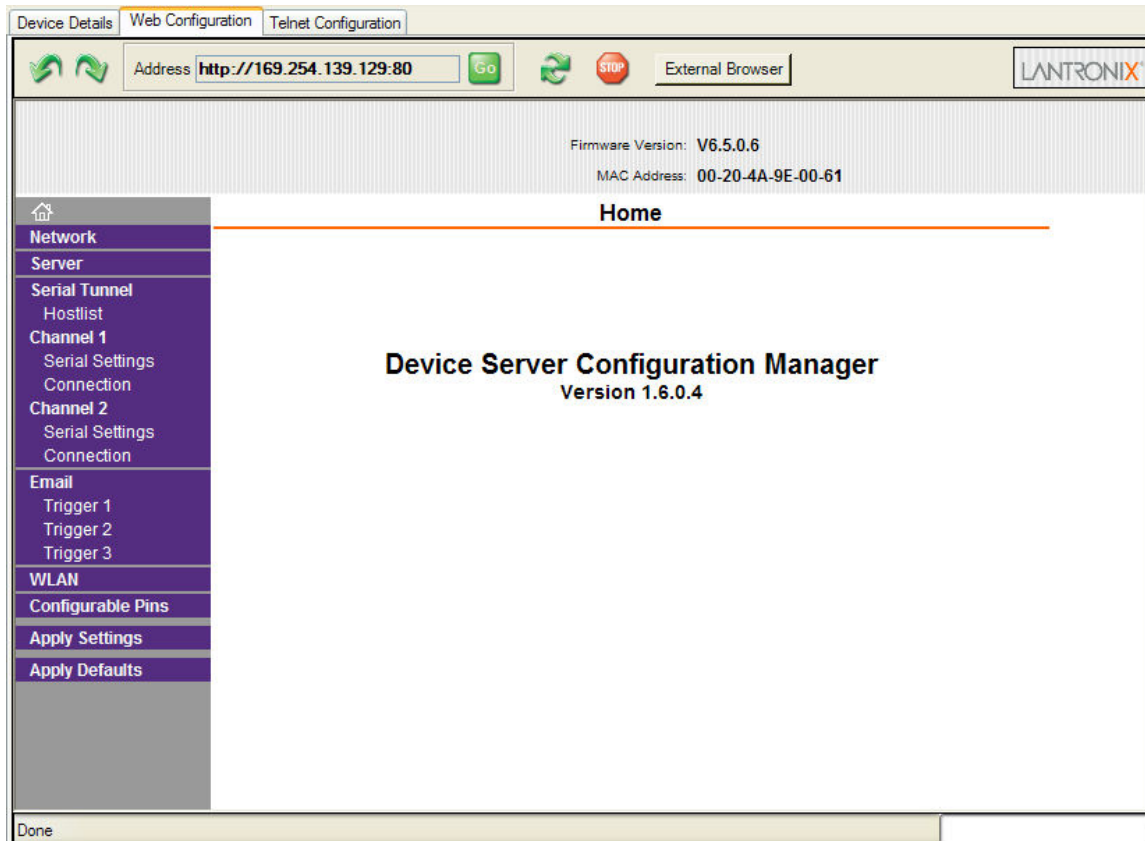 Device Details Web Configuration Telnet Configuration
Address http://169.254.139.129:80 Go STOP External Browser LANTRONIX®
Firmware Version: V6.5.0.6
MAC Address: 00-20-4A-9E-00-61
Home
Network
Server
Serial Tunnel
Hostlist
Channel 1
Serial Settings
Connection
Channel 2
Serial Settings
Connection
Email
Trigger 1
Trigger 2
Trigger 3
WLAN
Configurable Pins
Apply Settings
Apply Defaults
Device Server Configuration Manager
Version 1.6.0.4
Done